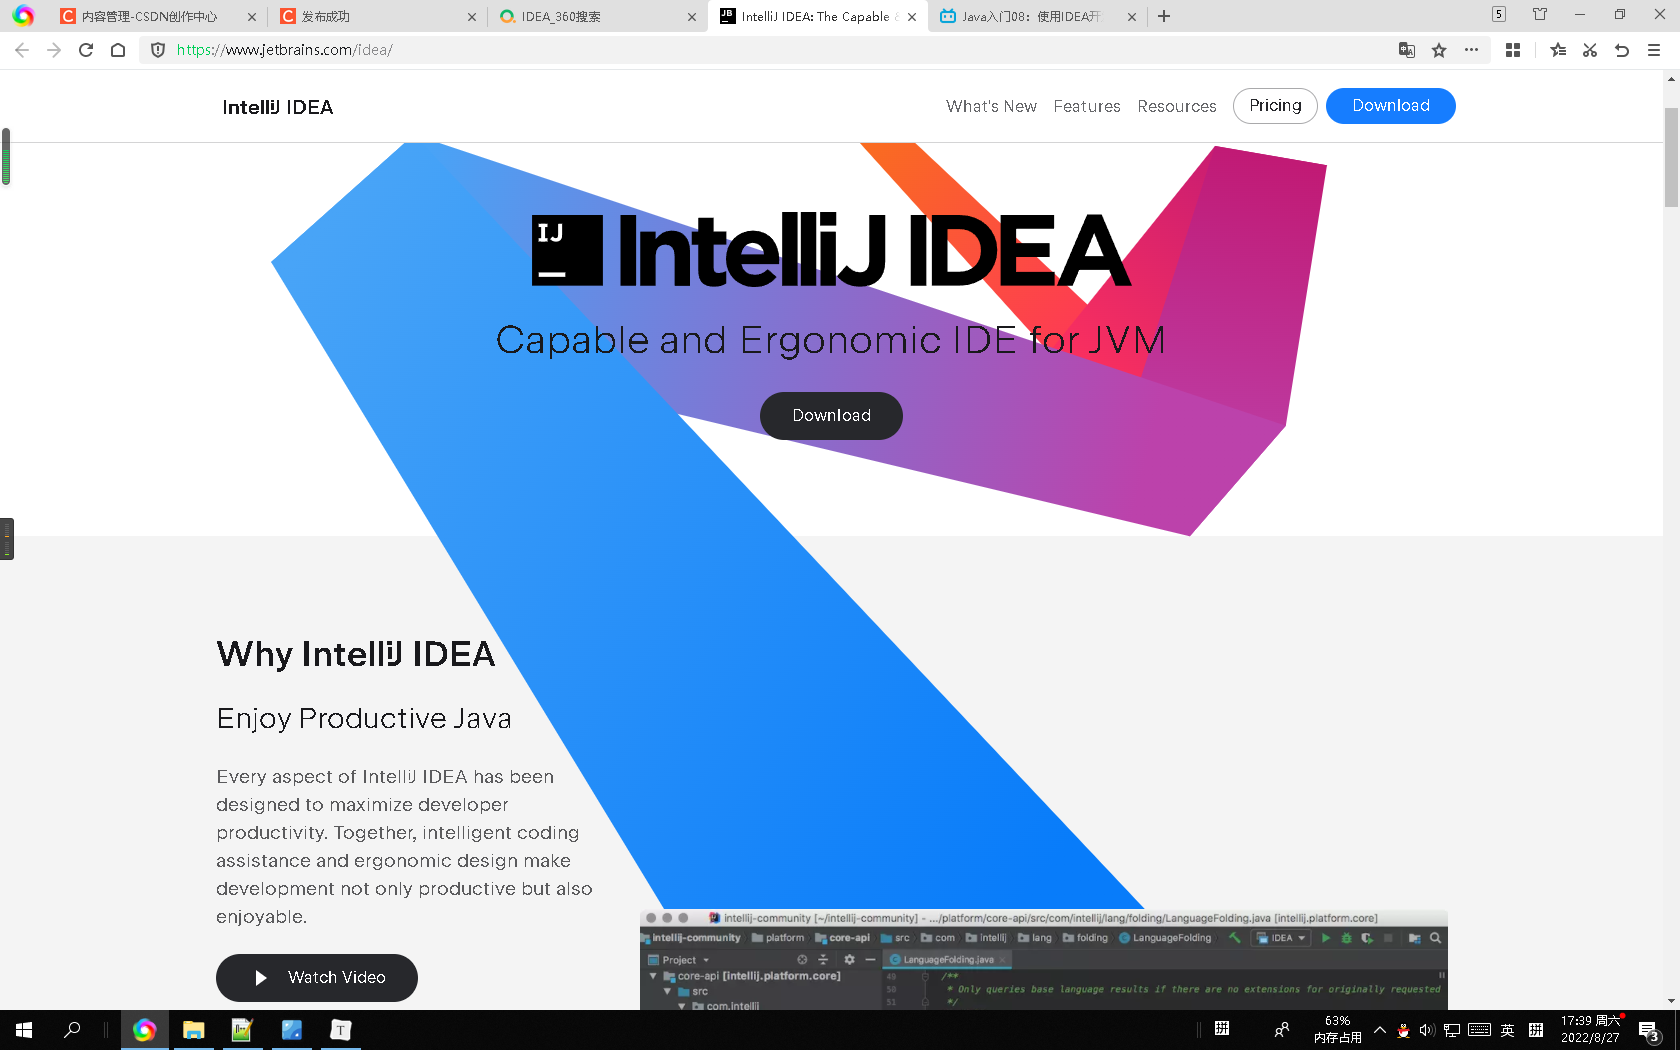 内容管理-CSDN创作中心
发布成功
IDEA_360搜索
IntelliJ IDEA: The Capable &
Java入门08：使用IDEA开
5
https://www.jetbrains.com/idea/
IntelliJ IDEA
What's New
Features
Resources
Pricing
Download
IJ IntelliJ IDEA
Capable and Ergonomic IDE for JVM
Download
Why IntelliJ IDEA
Enjoy Productive Java
Every aspect of IntelliJ IDEA has been
designed to maximize developer
productivity. Together, intelligent coding
assistance and ergonomic design make
development not only productive but also
enjoyable.
Watch Video
intellij-community [~/intellij-community] - .../platform/core-api/src/com/intellij/lang/folding/LanguageFolding.java [intellij.platform.core]
intellij-community platform core-api src com intellij lang folding LanguageFolding IDEA
Project
LanguageFolding.java
core-api [intellij.platform.core]
49 /**
src
50 * Only queries base language results if there are no extensions for originally requested
com.intellij
51 */
T
拼
63%
内存占用
英
拼
17:39 周六
2022/8/27
3